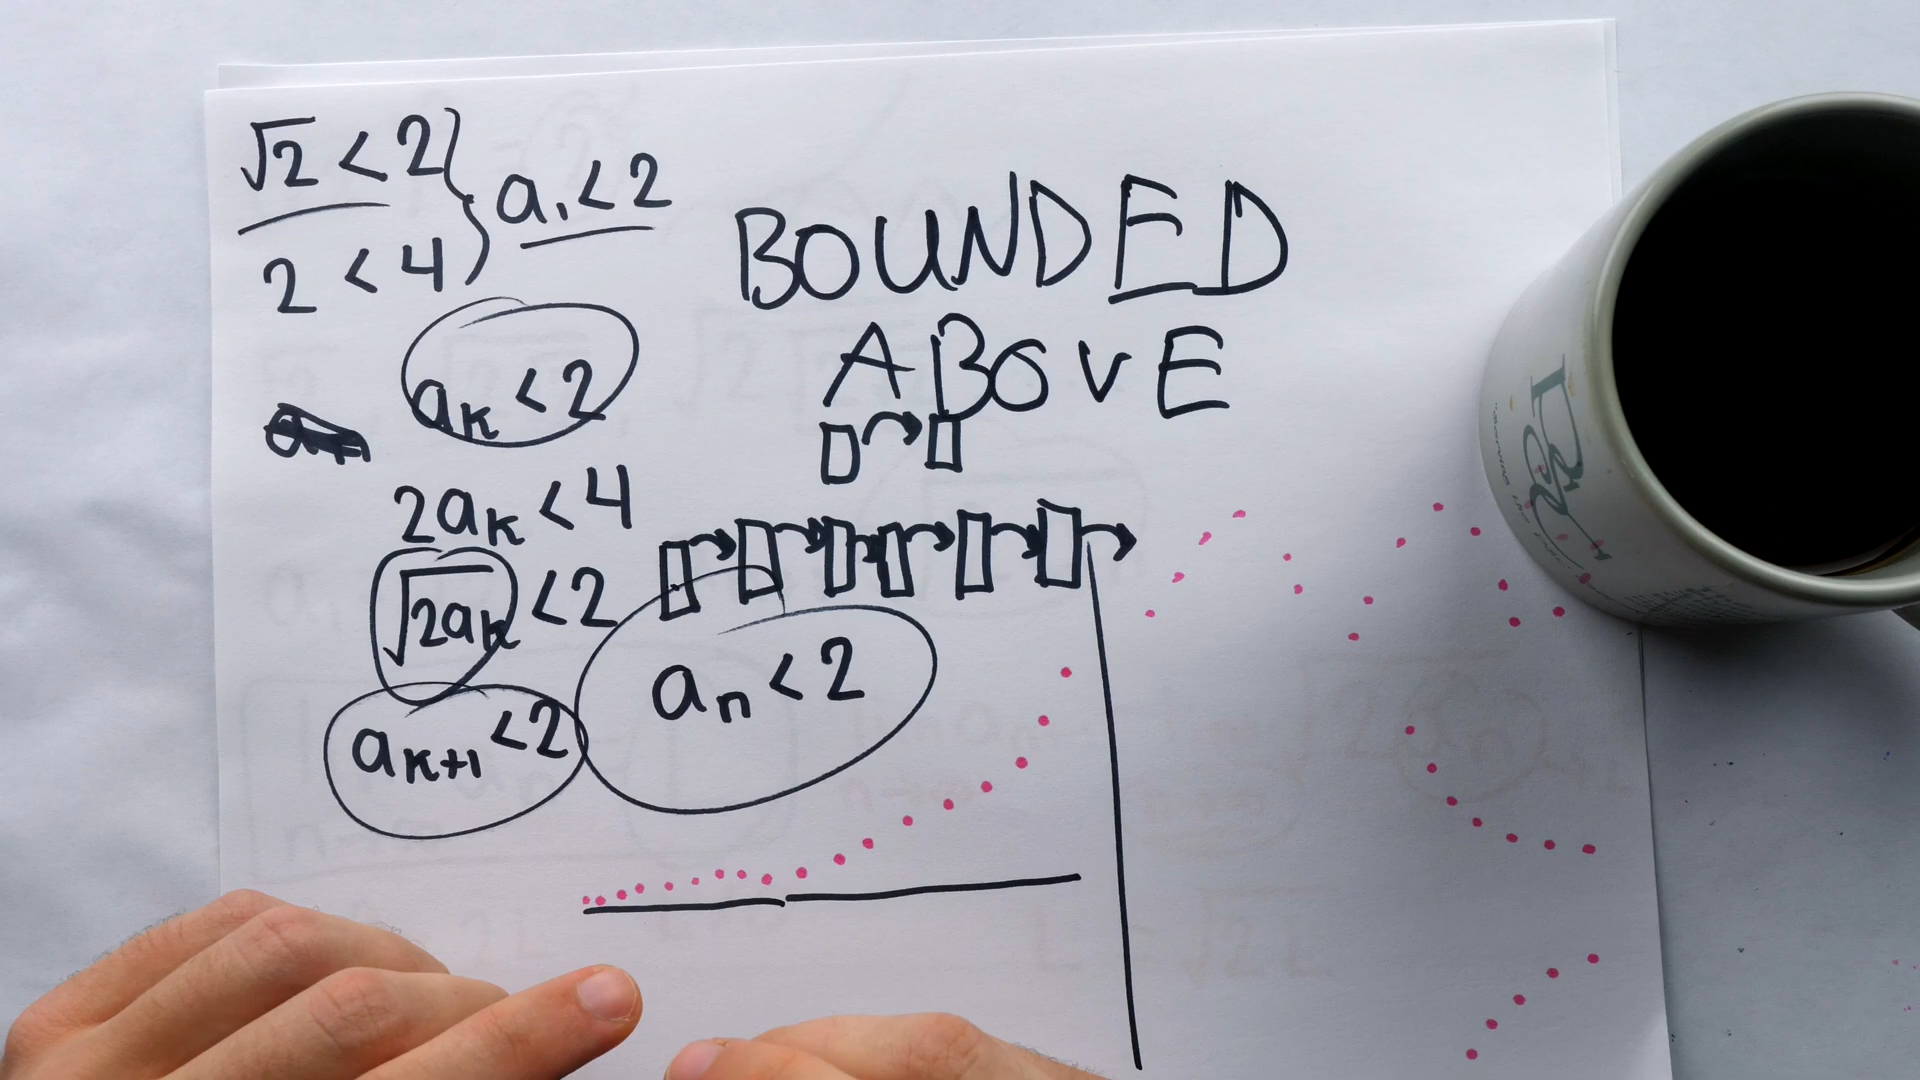 √2 < 2
a₁ < 2
2 < 4
BOUNDED
ABOVE
aₖ < 2
2aₖ < 4
√2aₖ < 2
aₖ₊₁ < 2
aₙ < 2